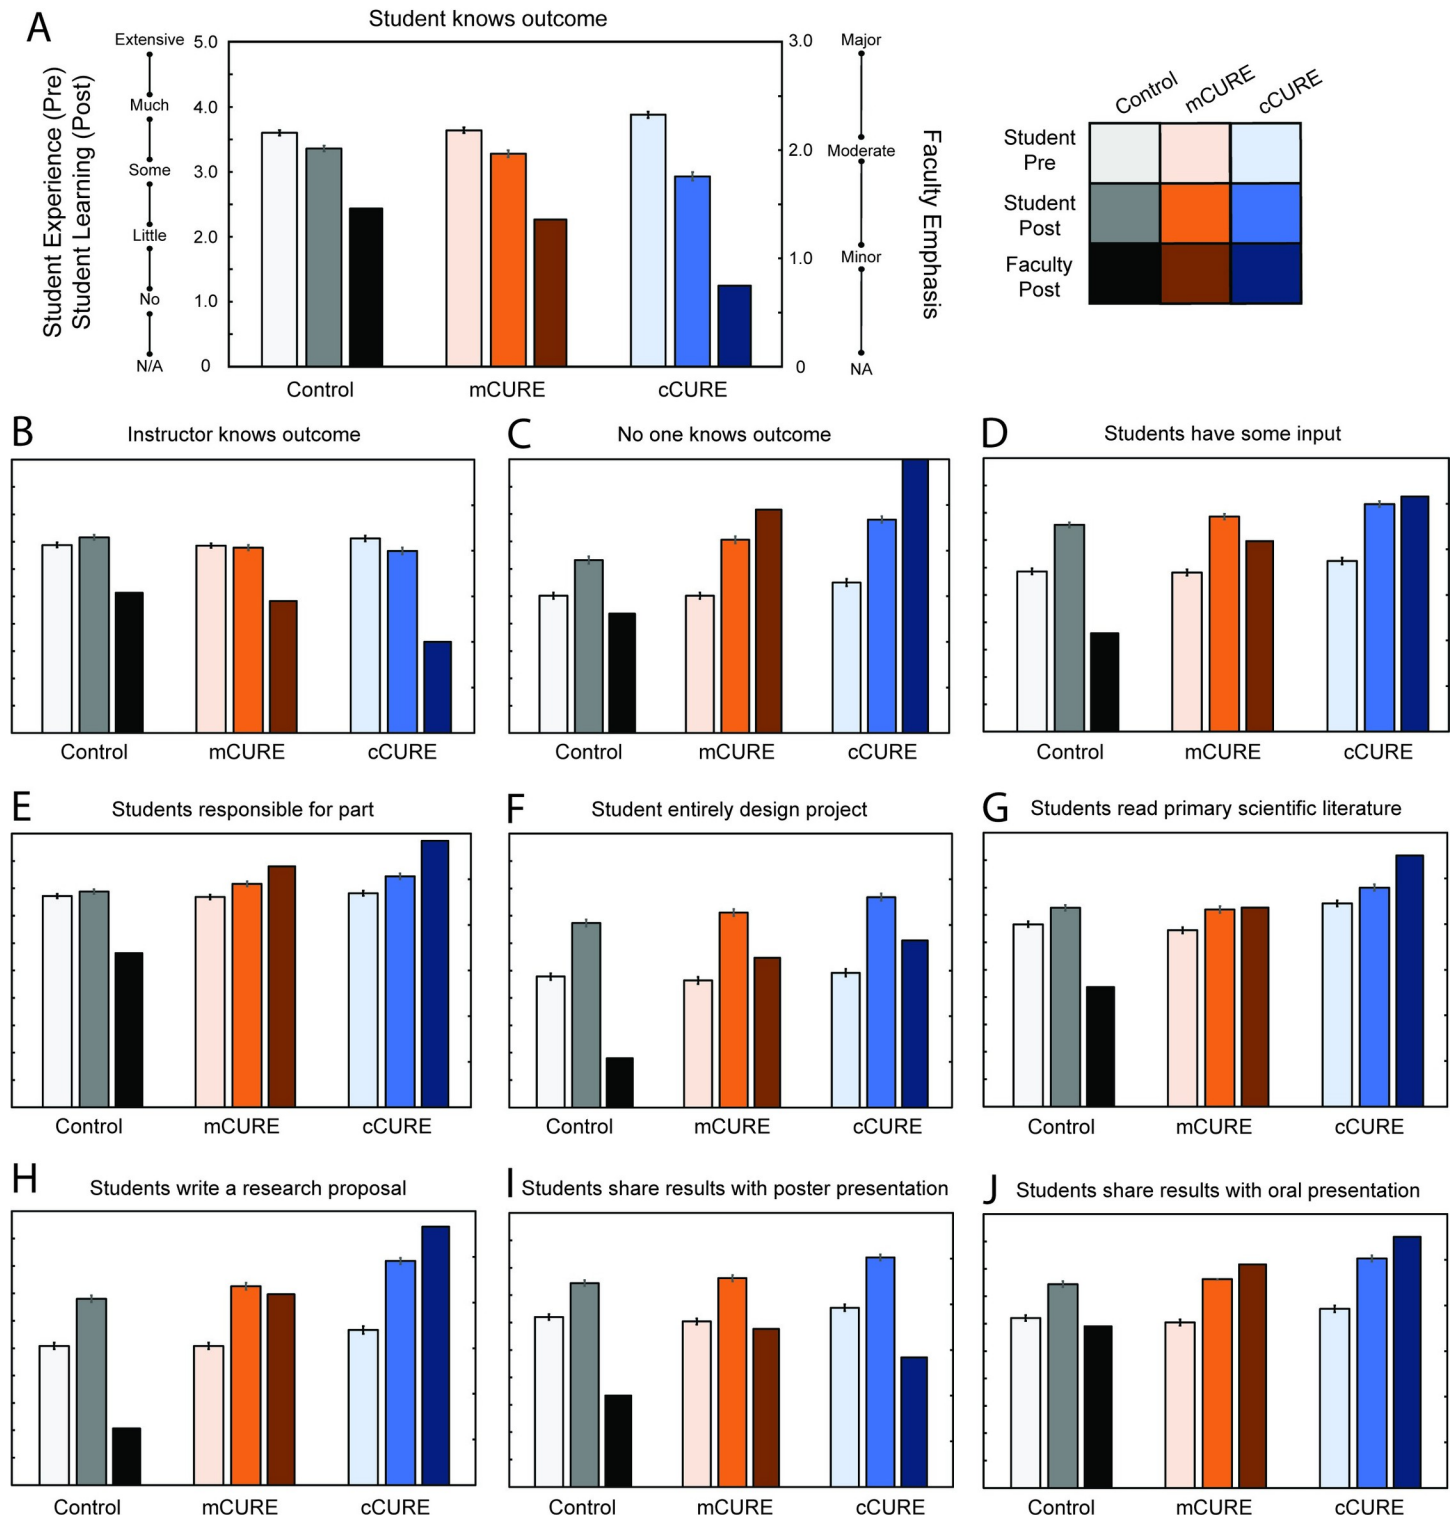 A
Student knows outcome
Student Experience (Pre)
Student Learning (Post)
Extensive
Much
Some
Little
No
N/A
5.0
4.0
3.0
2.0
1.0
0
3.0
2.0
1.0
0
Major
Moderate
Minor
NA
Faculty Emphasis
Control mCURE cCURE
Control mCURE cCURE
Student
Pre
Student
Post
Faculty
Post
B
Instructor knows outcome
Control mCURE cCURE
C
No one knows outcome
Control mCURE cCURE
D
Students have some input
Control mCURE cCURE
E
Students responsible for part
Control mCURE cCURE
F
Student entirely design project
Control mCURE cCURE
G
Students read primary scientific literature
Control mCURE cCURE
H
Students write a research proposal
Control mCURE cCURE
I
Students share results with poster presentation
Control mCURE cCURE
J
Students share results with oral presentation
Control mCURE cCURE